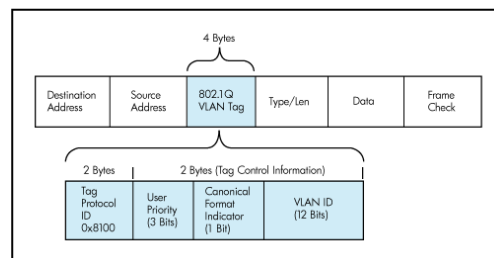 4 Bytes
Destination
Address
Source
Address
802.1Q
VLAN Tag
Type/Len
Data
Frame
Check
2 Bytes
2 Bytes (Tag Control Information)
Tag
Protocol
ID
0x8100
User
Priority
(3 Bits)
Canonical
Format
Indicator
(1 Bit)
VLAN ID
(12 Bits)